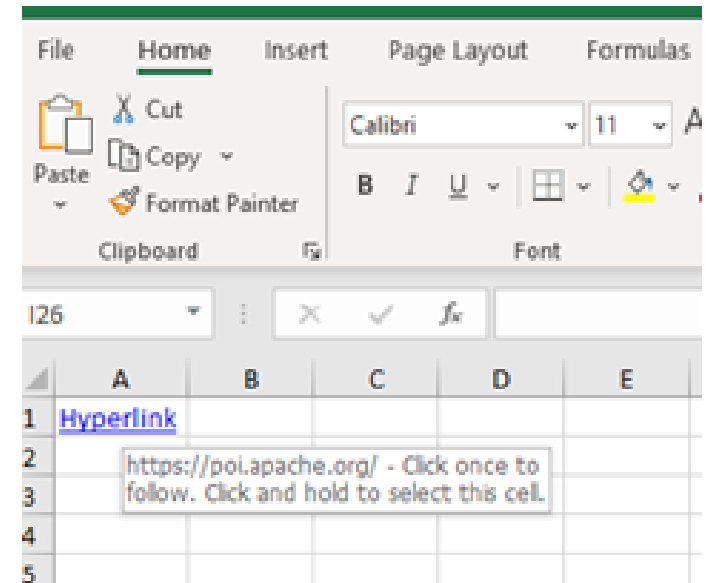 File Home Insert Page Layout Formulas
Cut
Copy
Paste
Format Painter
Clipboard
Calibri 11 A
B I U
Font
I26 fx
A B C D E
1 Hyperlink
2
https://poi.apache.org/ - Click once to
3
follow. Click and hold to select this cell.
4
5